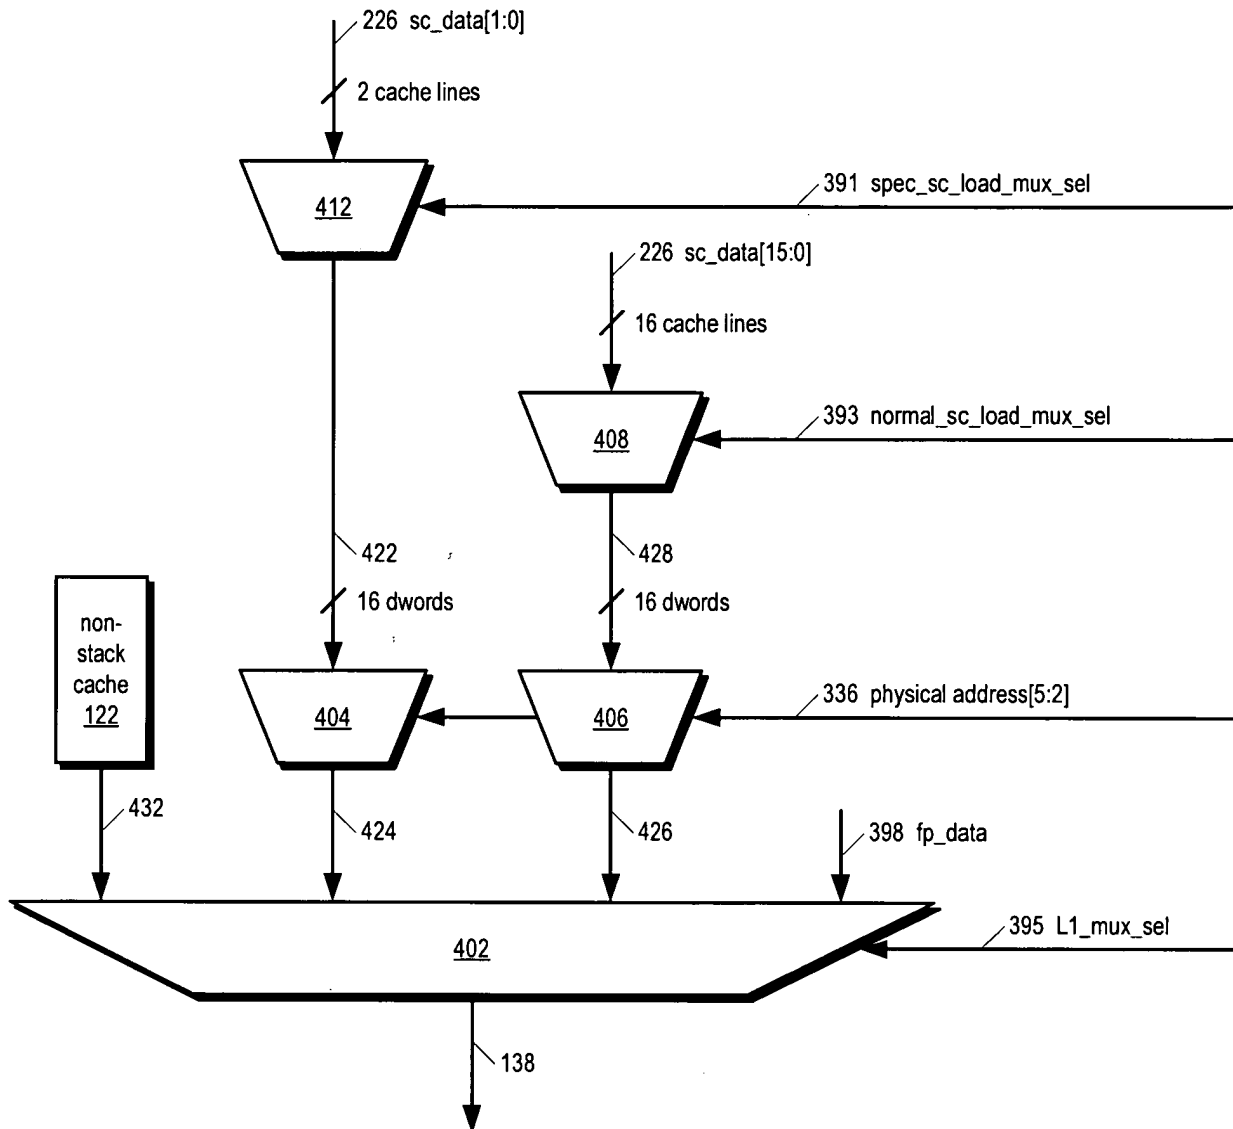 226 sc_data[1:0]
2 cache lines
412
391 spec_sc_load_mux_sel
226 sc_data[15:0]
16 cache lines
408
393 normal_sc_load_mux_sel
422
428
16 dwords
16 dwords
non-
stack
cache
122
404
406
336 physical address[5:2]
432
424
426
398 fp_data
402
395 L1_mux_sel
138